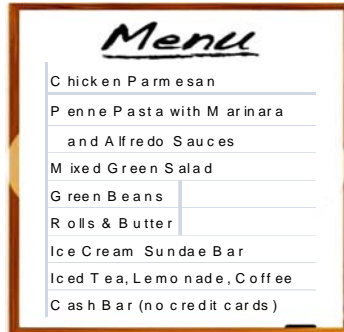 Menu
Chicken Parmesan
Penne Pasta with Marinara
and Alfredo Sauces
Mixed Green Salad
Green Beans
Rolls & Butter
Ice Cream Sundae Bar
Iced Tea, Lemonade, Coffee
Cash Bar (no credit cards)